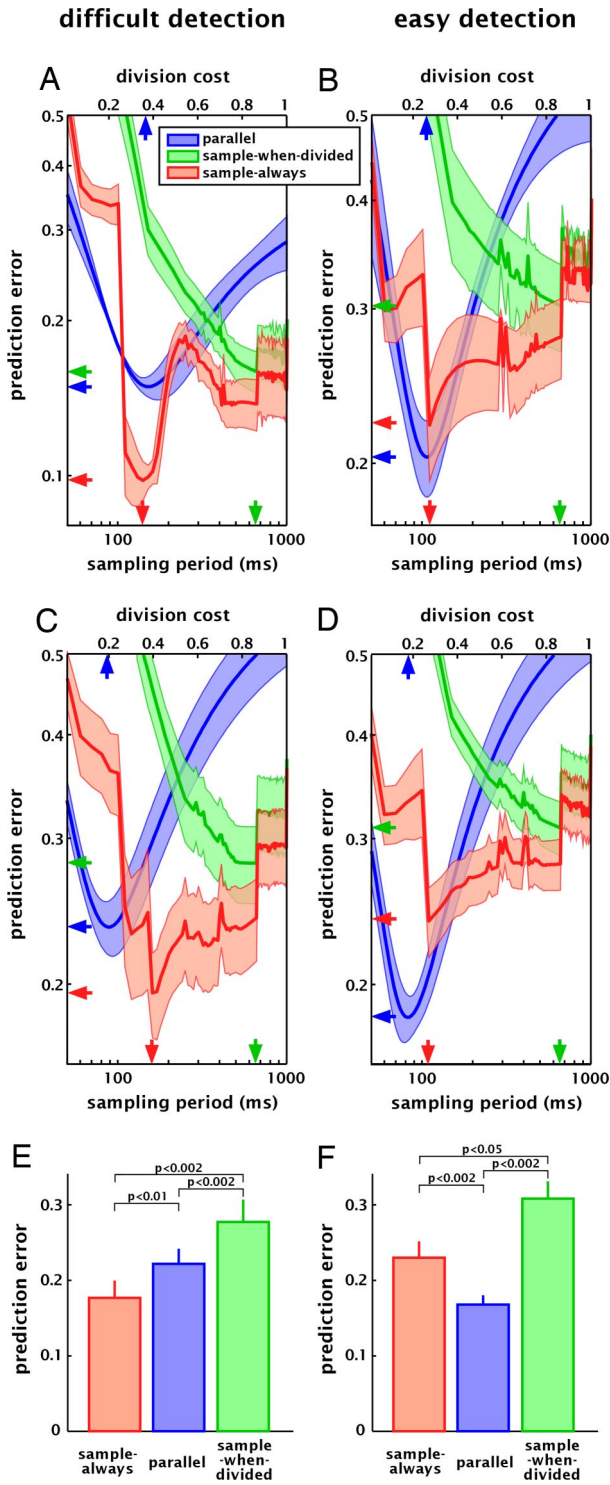 difficult detection
easy detection
A
division cost
0.2 0.4 0.6 0.8 1
B
division cost
0.2 0.4 0.6 0.8 1
0.5
0.4
0.3
0.2
0.1
prediction error
parallel
sample-when-divided
sample-always
100 1000
sampling period (ms)
0.5
0.4
0.3
0.2
prediction error
100 1000
sampling period (ms)
C
division cost
0.2 0.4 0.6 0.8 1
D
division cost
0.2 0.4 0.6 0.8 1
0.5
0.4
0.3
0.2
prediction error
100 1000
sampling period (ms)
0.5
0.4
0.3
0.2
prediction error
100 1000
sampling period (ms)
E
p<0.002
p<0.002
p<0.01
0.3
0.2
0.1
0
prediction error
sample-
always
parallel
sample
-when-
divided
F
p<0.05
p<0.002
p<0.002
0.3
0.2
0.1
0
prediction error
sample-
always
parallel
sample
-when-
divided